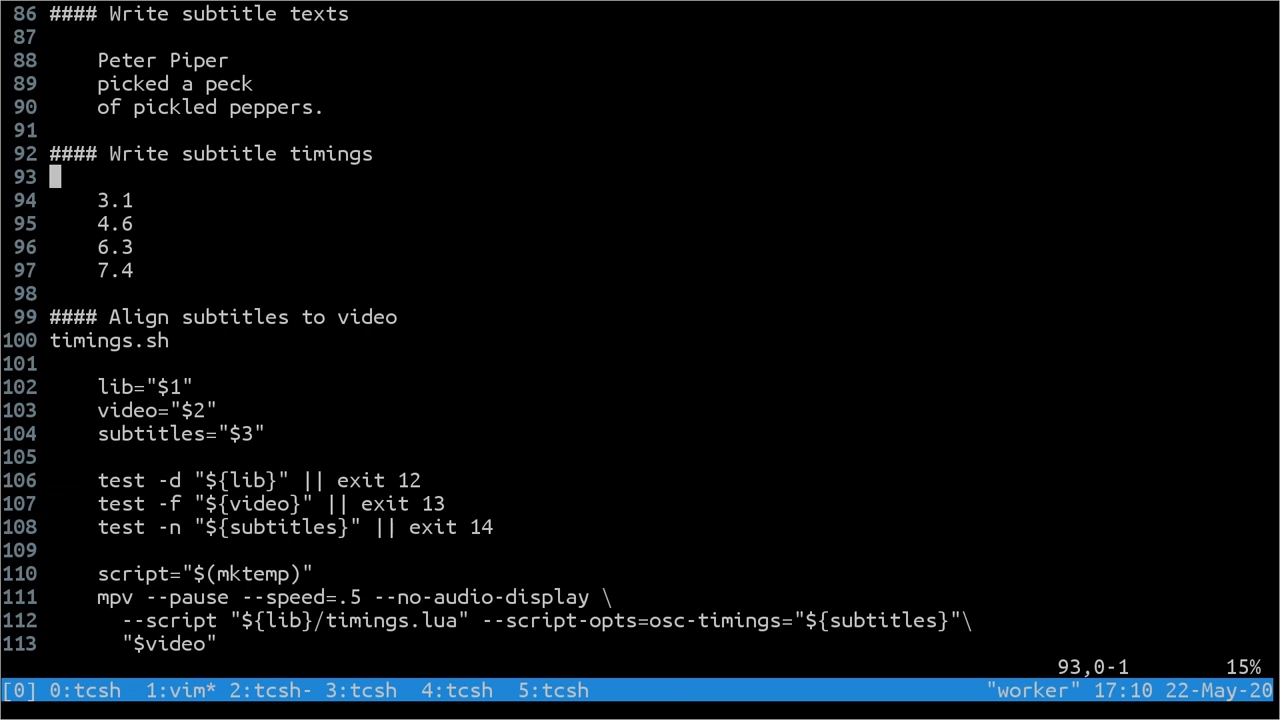 86 #### Write subtitle texts
87
88     Peter Piper
89     picked a peck
90     of pickled peppers.
91
92 #### Write subtitle timings
93
94     3.1
95     4.6
96     6.3
97     7.4
98
99 #### Align subtitles to video
100 timings.sh
101
102     lib="$1"
103     video="$2"
104     subtitles="$3"
105
106     test -d "${lib}" || exit 12
107     test -f "${video}" || exit 13
108     test -n "${subtitles}" || exit 14
109
110     script="$(mktemp)"
111     mpv --pause --speed=.5 --no-audio-display \
112       --script "${lib}/timings.lua" --script-opts=osc-timings="${subtitles}"\
113       "$video"
93,0-1 15%
[0] 0:tcsh  1:vim* 2:tcsh- 3:tcsh  4:tcsh  5:tcsh "worker" 17:10 22-May-20